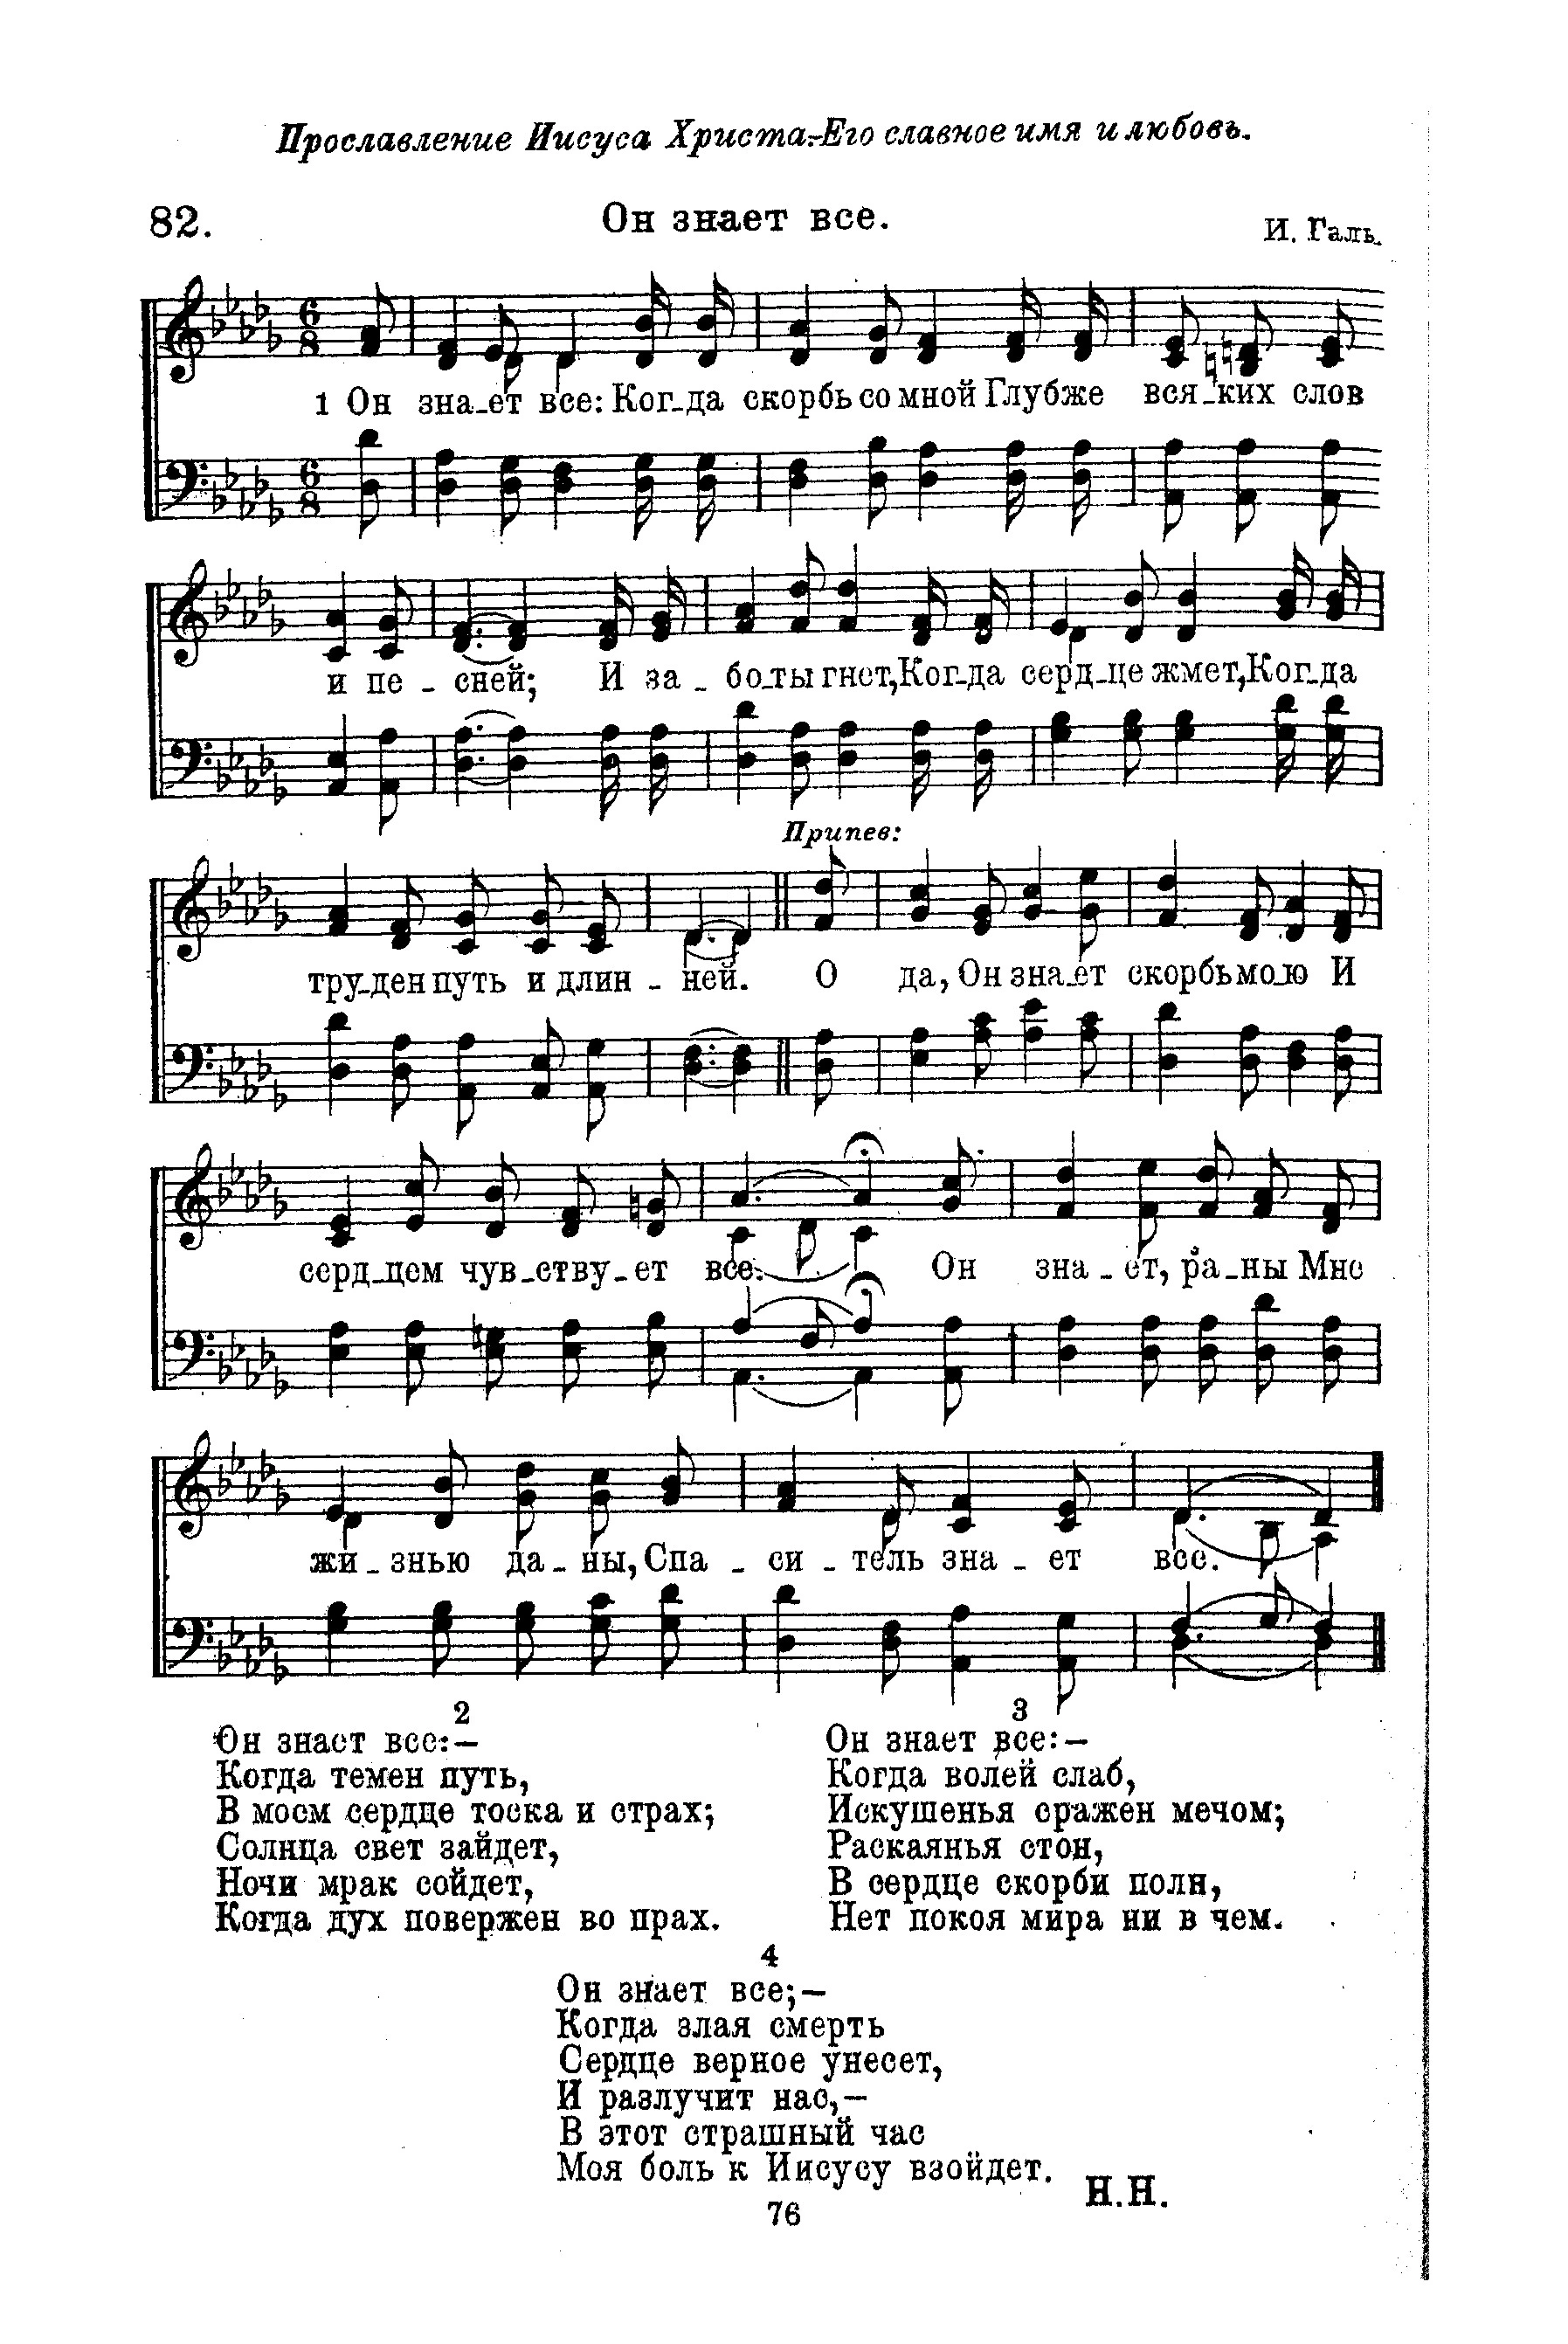 Прославление Иисуса Христа.-Его славное имя и любовь.
82.
Он знает все.
И. Галь.
1 Он зна-ет все: Ког-да скорбь со мной Глубже вся-ких слов
и пе - сней; И за - бо-ты гнет, Ког-да серд-це жмет, Ког-да
Припев:
тру-ден путь и длин - ней. О да, Он зна-ет скорбь мо-ю И
серд-цем чув-ству-ет все. Он зна - ет, ра-ны Мне
жи - знью да - ны, Спа - си - тель зна - ет все.
2
Он знает все:—
Когда темен путь,
В моем сердце тоска и страх;
Солнца свет зайдет,
Ночи мрак сойдет,
Когда дух повержен во прах.
3
Он знает все:—
Когда волей слаб,
Искушенья сражен мечом;
Раскаянья стон,
В сердце скорби полн,
Нет покоя мира ни в чем.
4
Он знает все;—
Когда злая смерть
Сердце верное унесет,
И разлучит нас,—
В этот страшный час
Моя боль к Иисусу взойдет.
Н.Н.
76